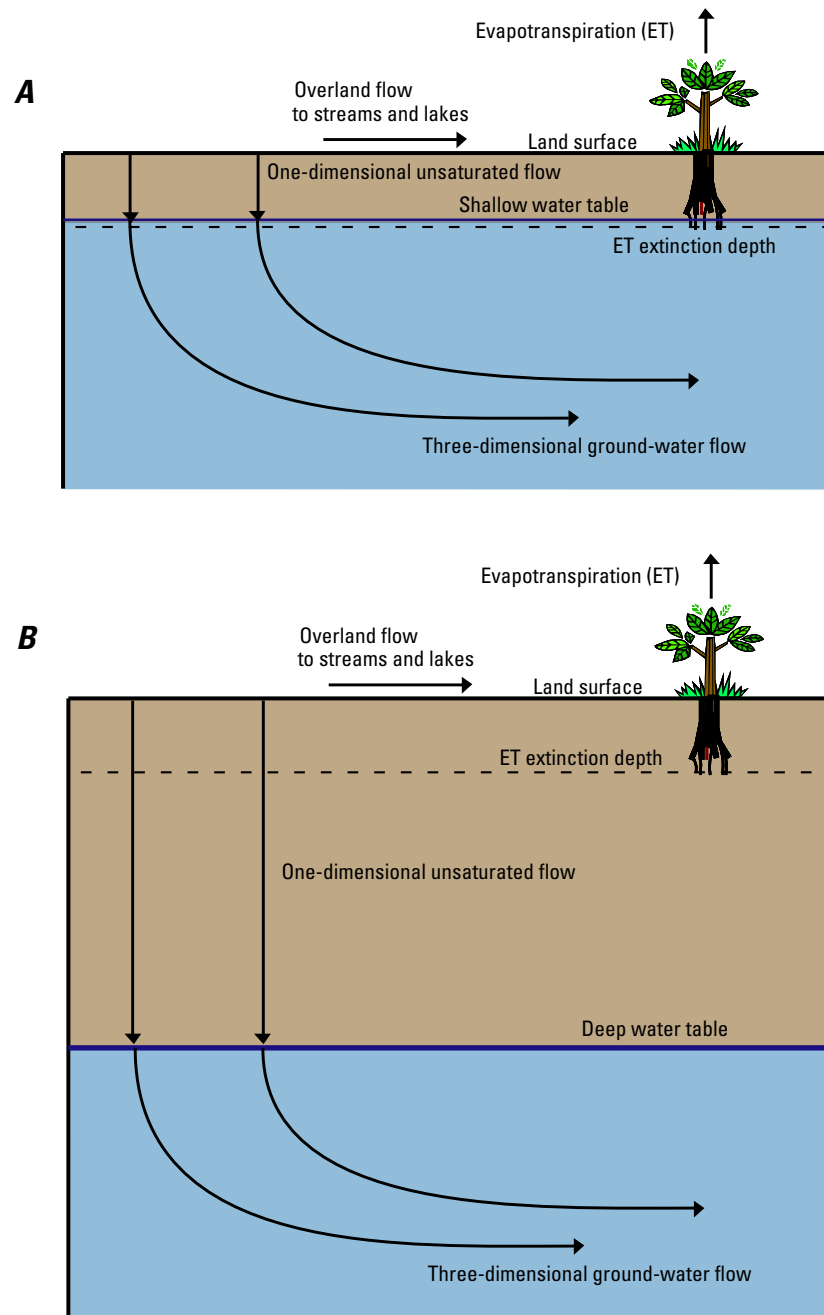 Evapotranspiration (ET)
A
Overland flow
to streams and lakes
Land surface
One-dimensional unsaturated flow
Shallow water table
ET extinction depth
Three-dimensional ground-water flow
Evapotranspiration (ET)
B
Overland flow
to streams and lakes
Land surface
ET extinction depth
One-dimensional unsaturated flow
Deep water table
Three-dimensional ground-water flow